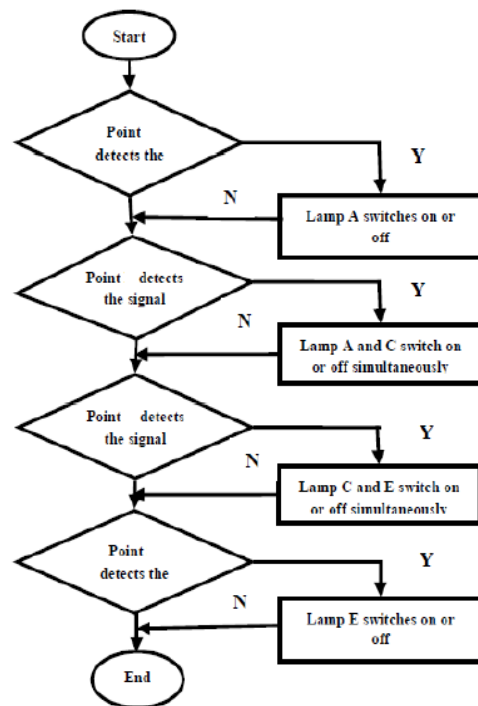 Start
Point
detects the
Y
N
Lamp A switches on or
off
Point detects
the signal
Y
N
Lamp A and C switch on
or off simultaneously
Point detects
the signal
Y
N
Lamp C and E switch on
or off simultaneously
Point
detects the
Y
N
Lamp E switches on or
off
End